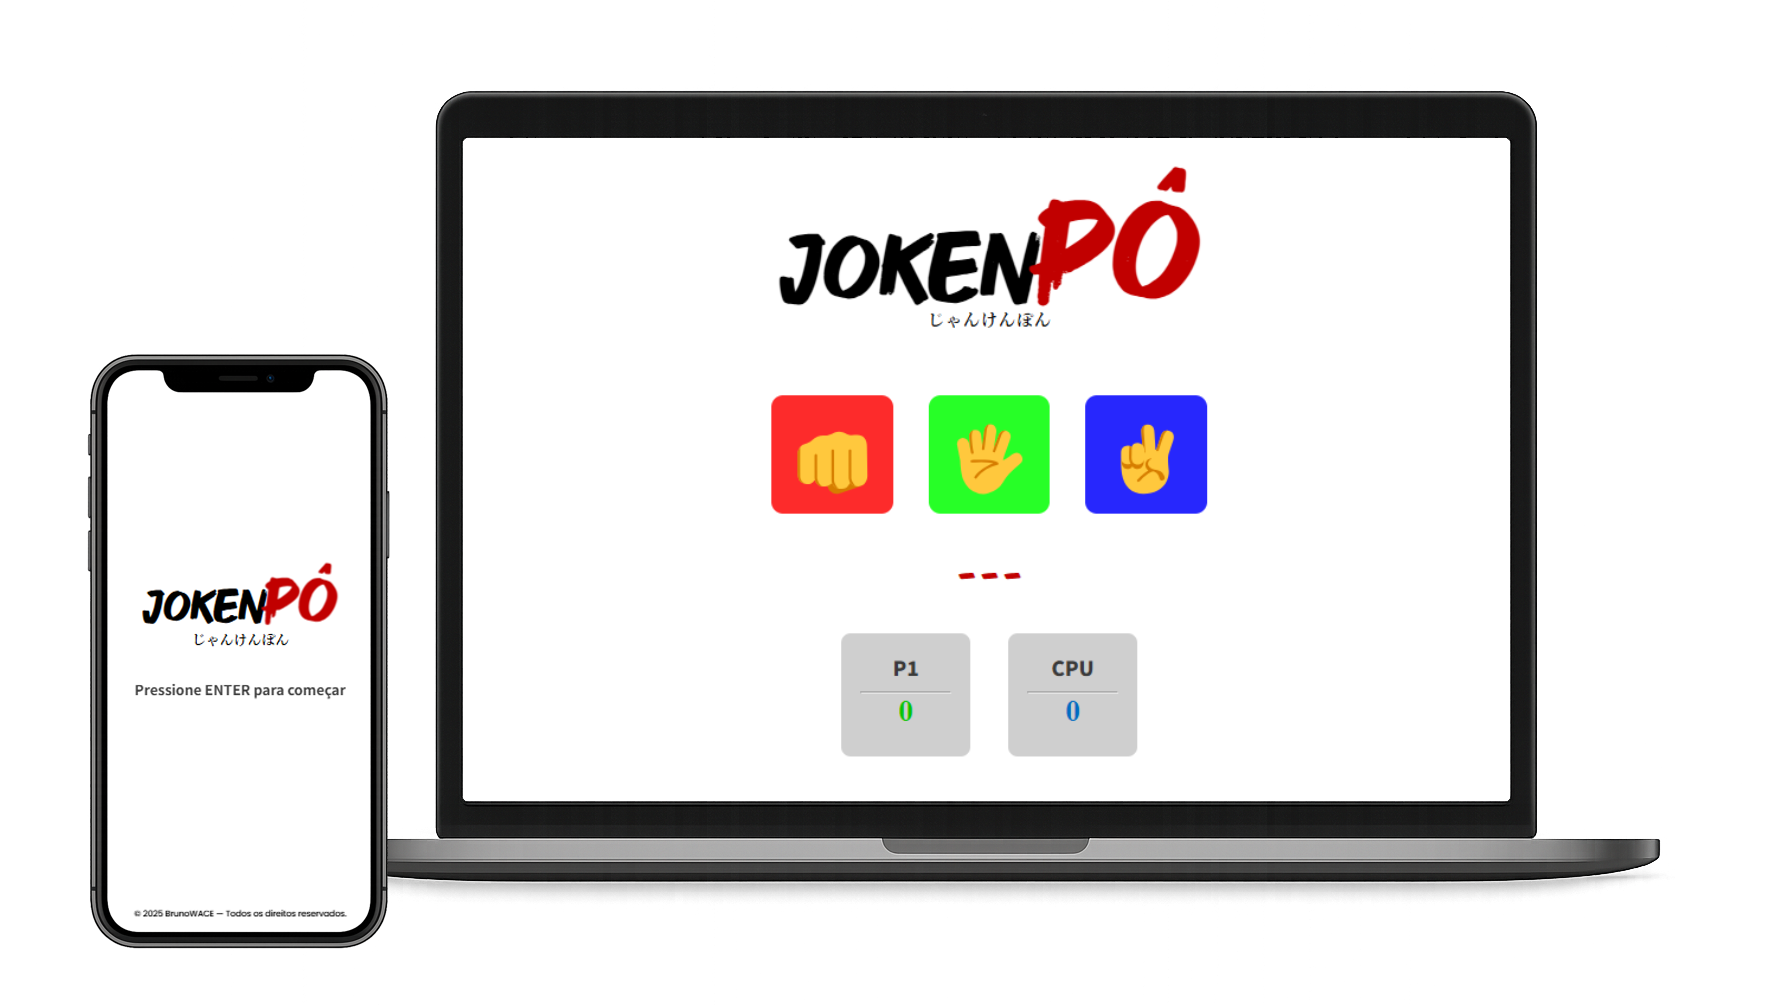 JOKENPÔ
じゃんけんぽん
---
P1
0
CPU
0
JOKENPÔ
じゃんけんぽん
Pressione ENTER para começar
© 2025 BrunoWACE — Todos os direitos reservados.